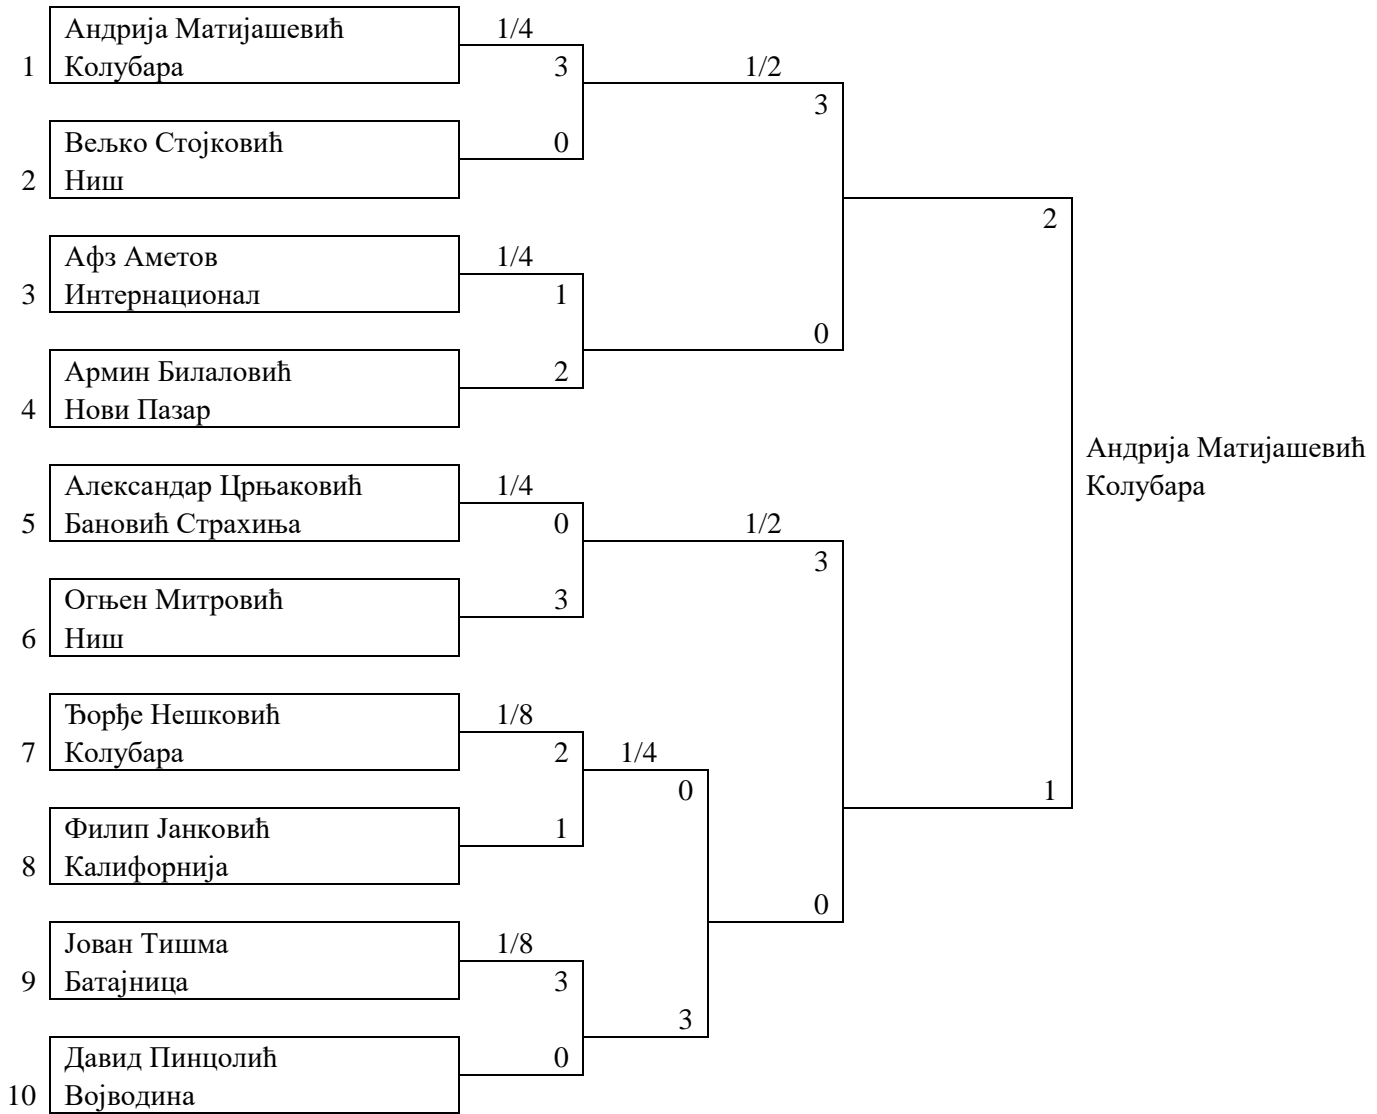 Андрија Матијашевић
1/4
1
Колубара
3
1/2
3
Вељко Стојковић
0
2
Ниш
2
Афз Аметов
1/4
3
Интернационал
1
0
Армин Билаловић
2
4
Нови Пазар
Андрија Матијашевић
Колубара
Александар Црњаковић
1/4
5
Бановић Страхиња
0
1/2
3
Огњен Митровић
3
6
Ниш
Ђорђе Нешковић
1/8
7
Колубара
2
1/4
0
1
Филип Јанковић
1
8
Калифорнија
0
Јован Тишма
1/8
9
Батајница
3
3
Давид Пинцолић
0
10
Војводина